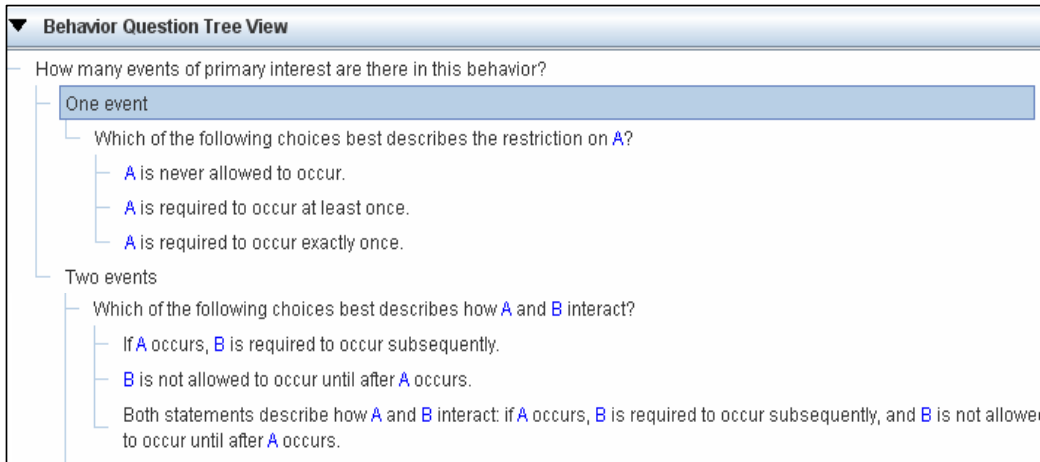 Behavior Question Tree View
How many events of primary interest are there in this behavior?
One event
Which of the following choices best describes the restriction on A?
A is never allowed to occur.
A is required to occur at least once.
A is required to occur exactly once.
Two events
Which of the following choices best describes how A and B interact?
If A occurs, B is required to occur subsequently.
B is not allowed to occur until after A occurs.
Both statements describe how A and B interact: if A occurs, B is required to occur subsequently, and B is not allowed
to occur until after A occurs.